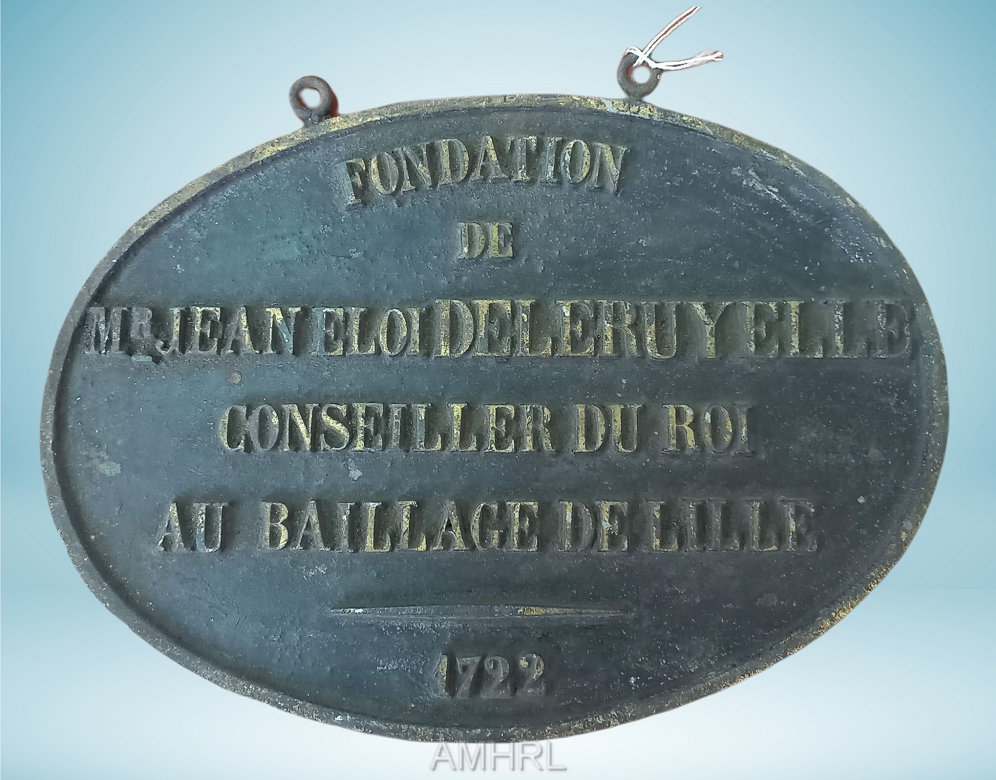 FONDATION
DE
MR JEAN ELOI DELERUYELLE
CONSEILLER DU ROI
AU BAILLAGE DE LILLE
1722
AMHRL